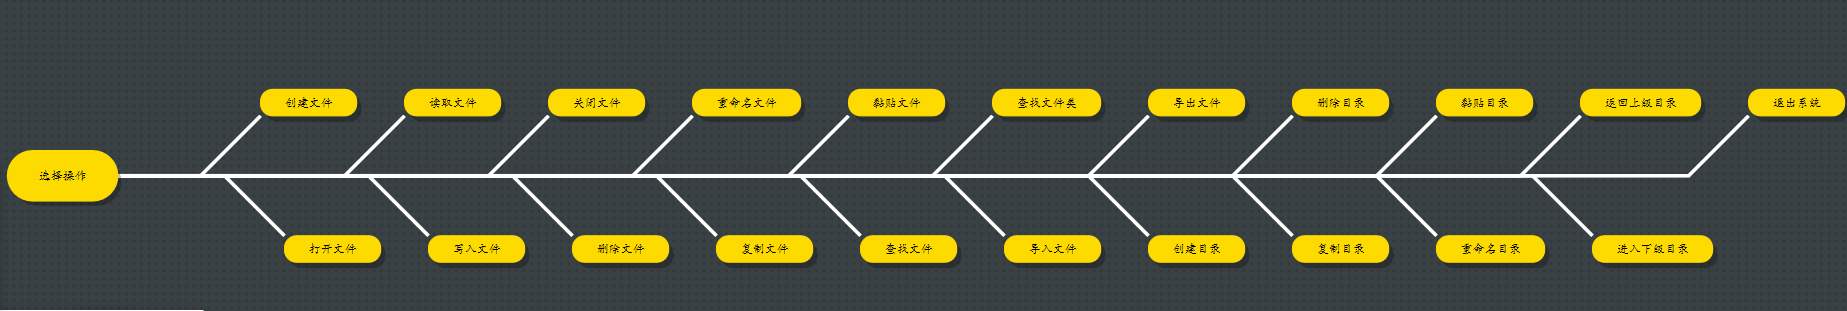 创建文件
读取文件
关闭文件
重命名文件
黏贴文件
查找文件类
导出文件
删除目录
黏贴目录
返回上级目录
退出系统
选择操作
打开文件
写入文件
删除文件
复制文件
查找文件
导入文件
创建目录
复制目录
重命名目录
进入下级目录